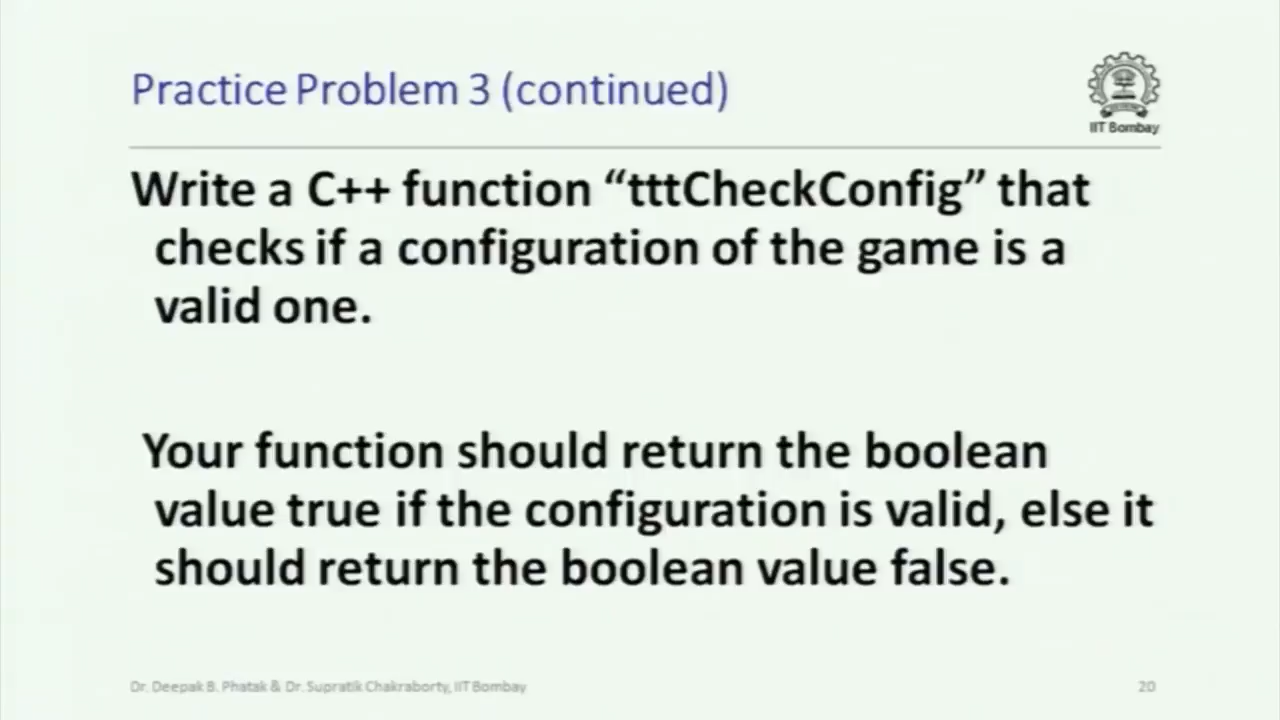 Practice Problem 3 (continued)
IIT Bombay
Write a C++ function “tttCheckConfig” that
checks if a configuration of the game is a
valid one.
Your function should return the boolean
value true if the configuration is valid, else it
should return the boolean value false.
Dr. Deepak B. Phatak & Dr. Supratik Chakraborty, IIT Bombay
20